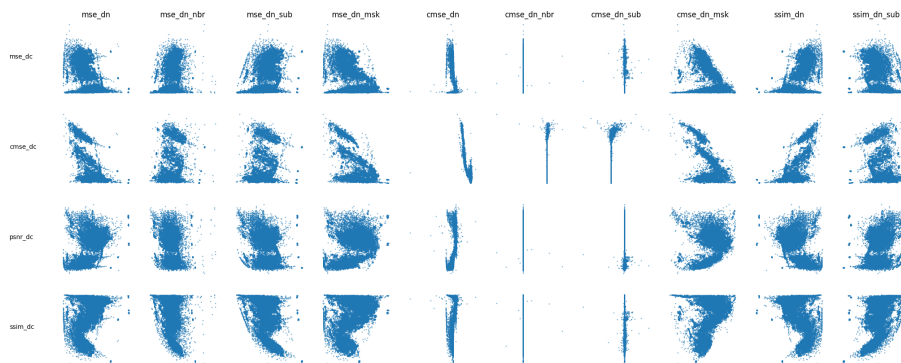 mse_dn mse_dn_nbr mse_dn_sub mse_dn_msk cmse_dn cmse_dn_nbr cmse_dn_sub cmse_dn_msk ssim_dn ssim_dn_sub
mse_dc
cmse_dc
psnr_dc
ssim_dc